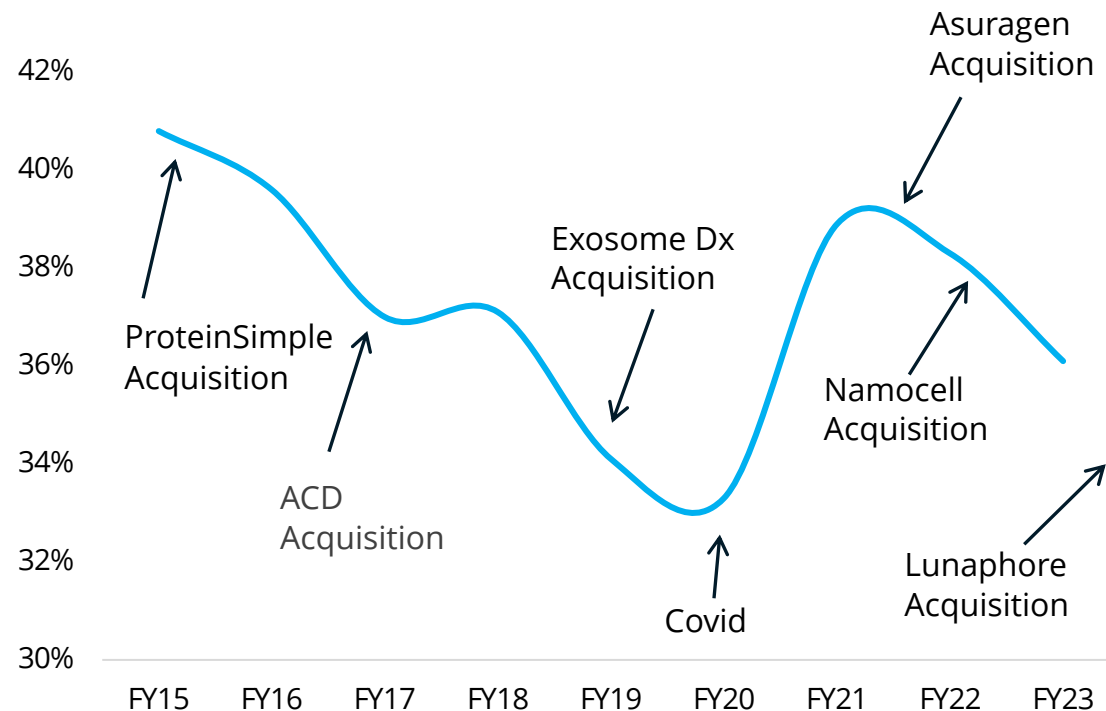 Asuragen
Acquisition
42%
40%
38%
36%
34%
32%
30%
Exosome Dx
Acquisition
ProteinSimple
Acquisition
Namocell
Acquisition
ACD
Acquisition
Lunaphore
Acquisition
Covid
FY15 FY16 FY17 FY18 FY19 FY20 FY21 FY22 FY23